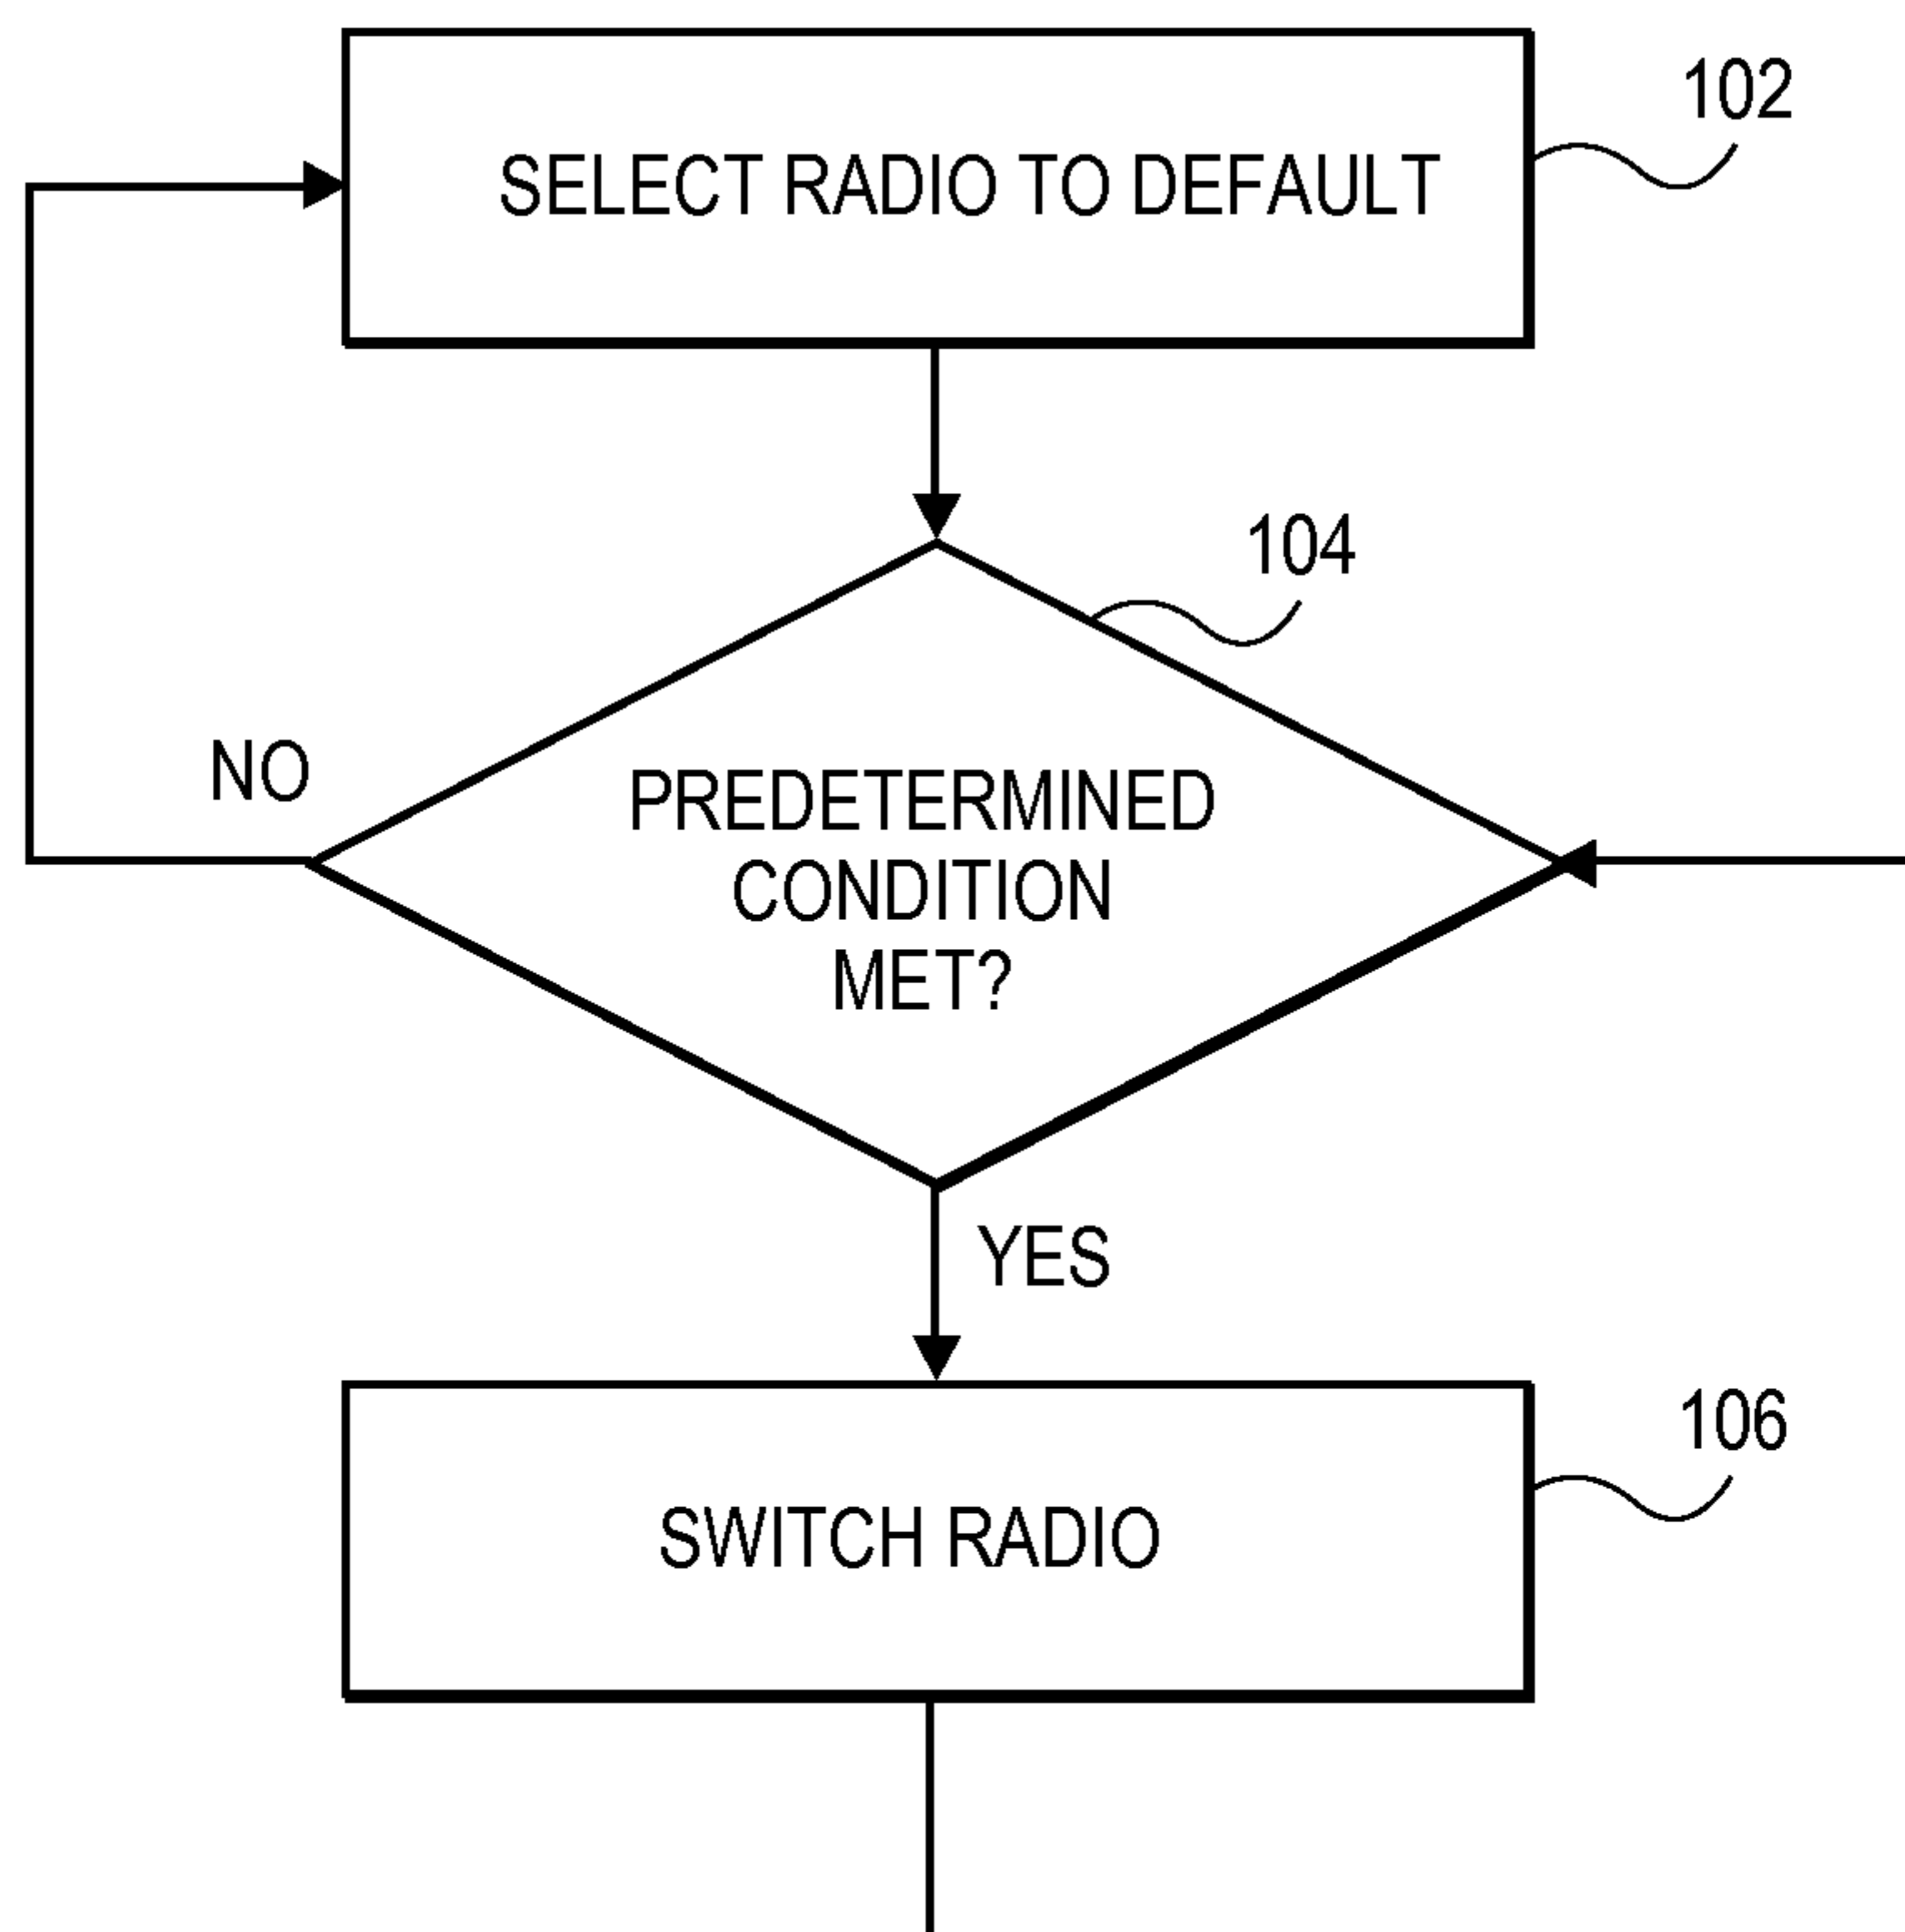 102
SELECT RADIO TO DEFAULT
104
NO
PREDETERMINED
CONDITION
MET?
YES
106
SWITCH RADIO